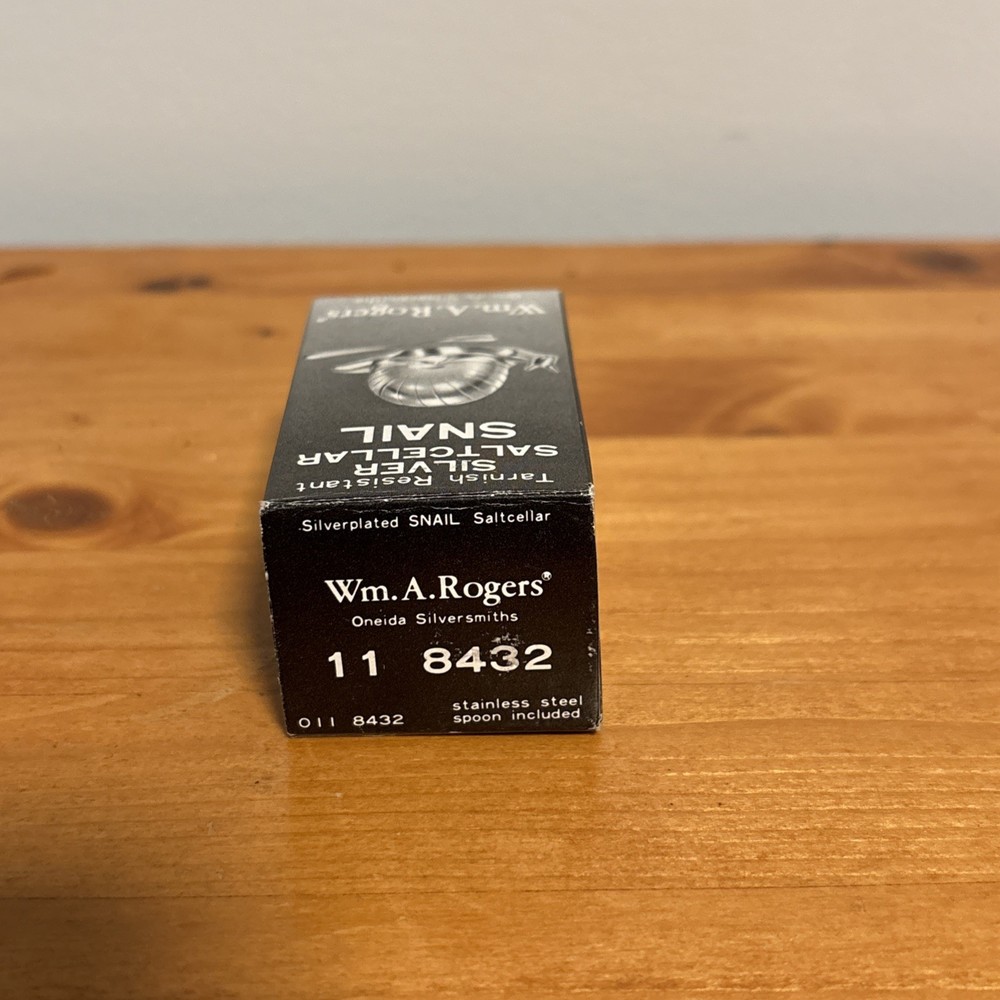 Wm.A.Rogers®
SNAIL
SALTCELLAR
SILVER
Tarnish Resistant
Silverplated SNAIL Saltcellar
Wm.A.Rogers®
Oneida Silversmiths
11 8432
stainless steel
011 8432 spoon included